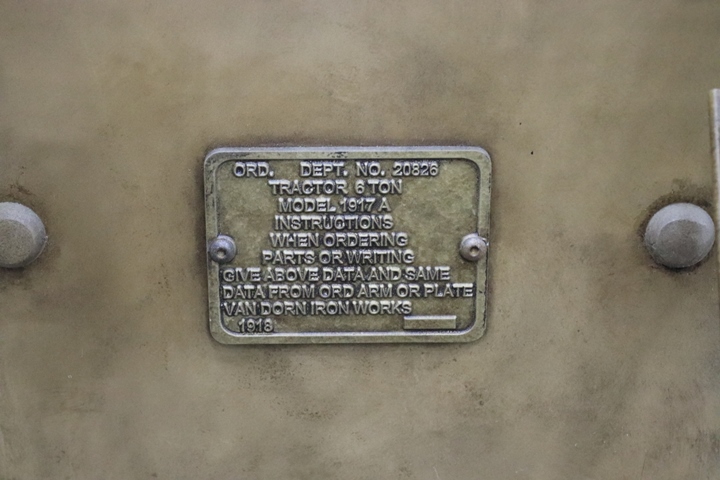 ORD. DEPT. NO. 20826
TRACTOR 6 TON
MODEL 1917 A
INSTRUCTIONS
WHEN ORDERING
PARTS OR WRITING
GIVE ABOVE DATA AND SAME
DATA FROM ORD ARM OR PLATE
VAN DORN IRON WORKS
1918